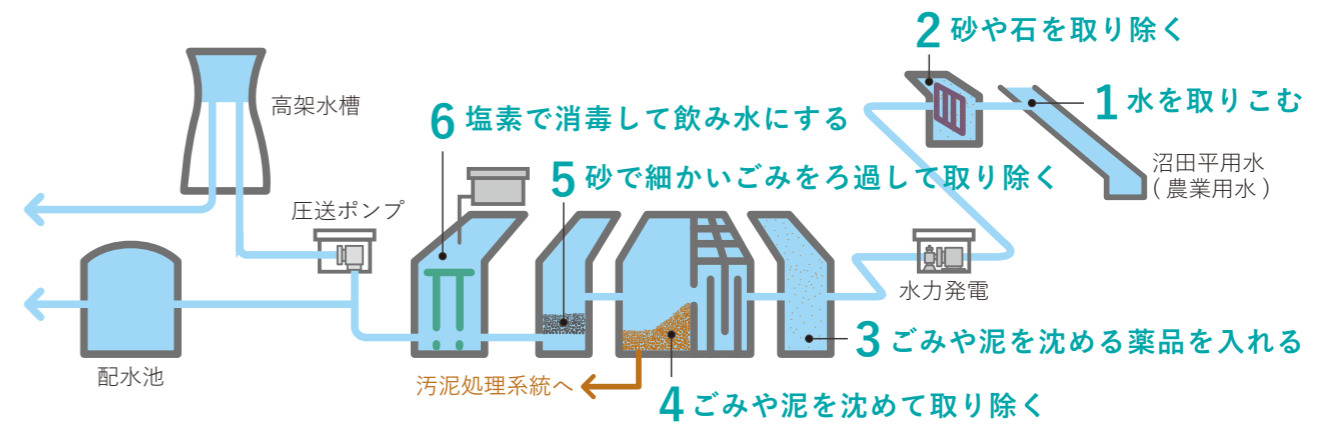 2 砂や石を取り除く
1 水を取りこむ
高架水槽
6 塩素で消毒して飲み水にする
沼田平用水
(農業用水)
5 砂で細かいごみをろ過して取り除く
圧送ポンプ
水力発電
3 ごみや泥を沈める薬品を入れる
配水池
汚泥処理系統へ
4 ごみや泥を沈めて取り除く